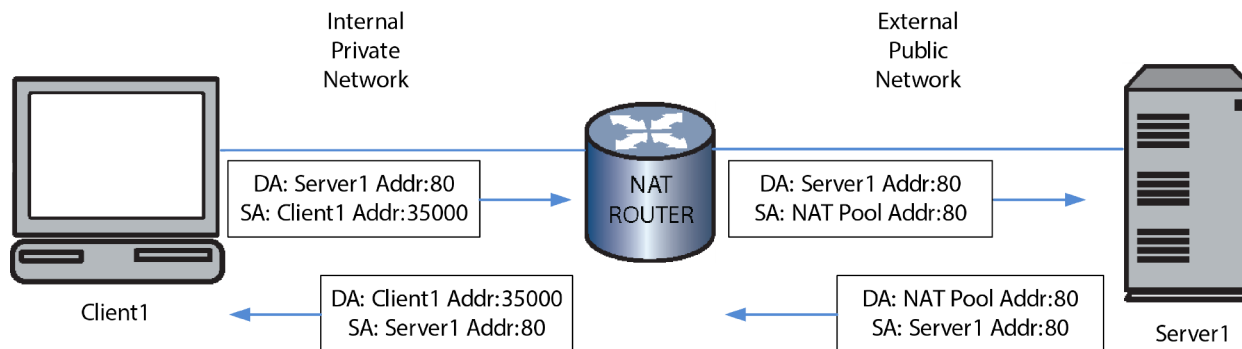 Internal
Private
Network
External
Public
Network
DA: Server1 Addr:80
SA: Client1 Addr:35000
NAT
ROUTER
DA: Server1 Addr:80
SA: NAT Pool Addr:80
DA: Client1 Addr:35000
SA: Server1 Addr:80
DA: NAT Pool Addr:80
SA: Server1 Addr:80
Client1
Server1